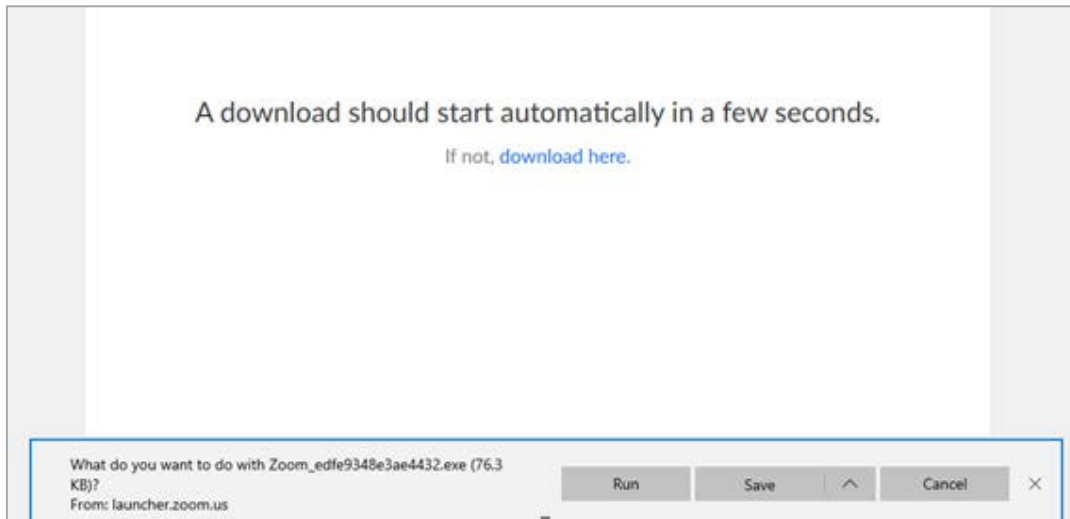 A download should start automatically in a few seconds.
If not, download here.
What do you want to do with Zoom_edfe9348e3ae4432.exe (76.3
KB)?
From: launcher.zoom.us
Run
Save
Cancel